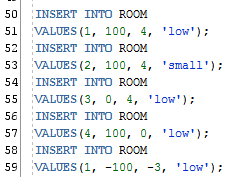 50 INSERT INTO ROOM
51 VALUES(1, 100, 4, 'low');
52 INSERT INTO ROOM
53 VALUES(2, 100, 4, 'small');
54 INSERT INTO ROOM
55 VALUES(3, 0, 4, 'low');
56 INSERT INTO ROOM
57 VALUES(4, 100, 0, 'low');
58 INSERT INTO ROOM
59 VALUES(1, -100, -3, 'low');